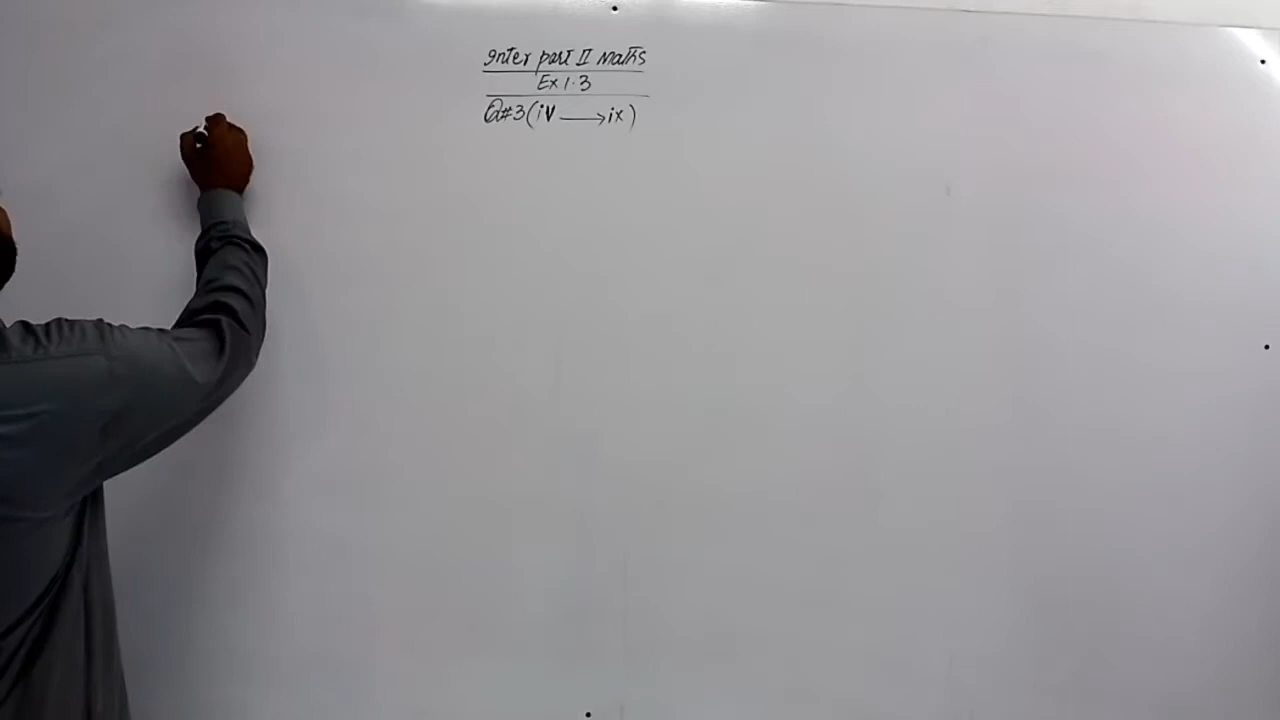 Inter part II Maths
Ex 1.3
Q#3(iv ⟶ ix)